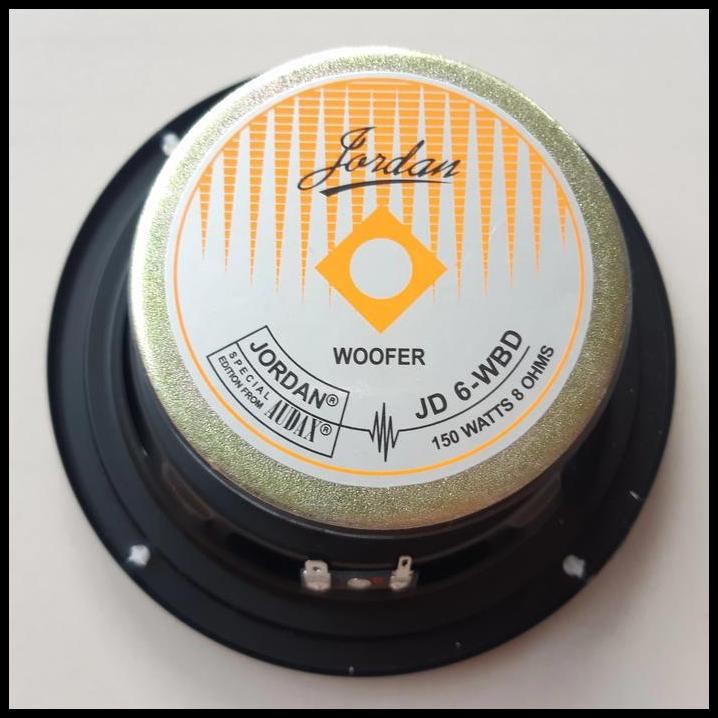 Jordan
WOOFER
JORDAN®
SPECIAL
EDITION FROM AUDAX®
JD 6-WBD
150 WATTS 8 OHMS